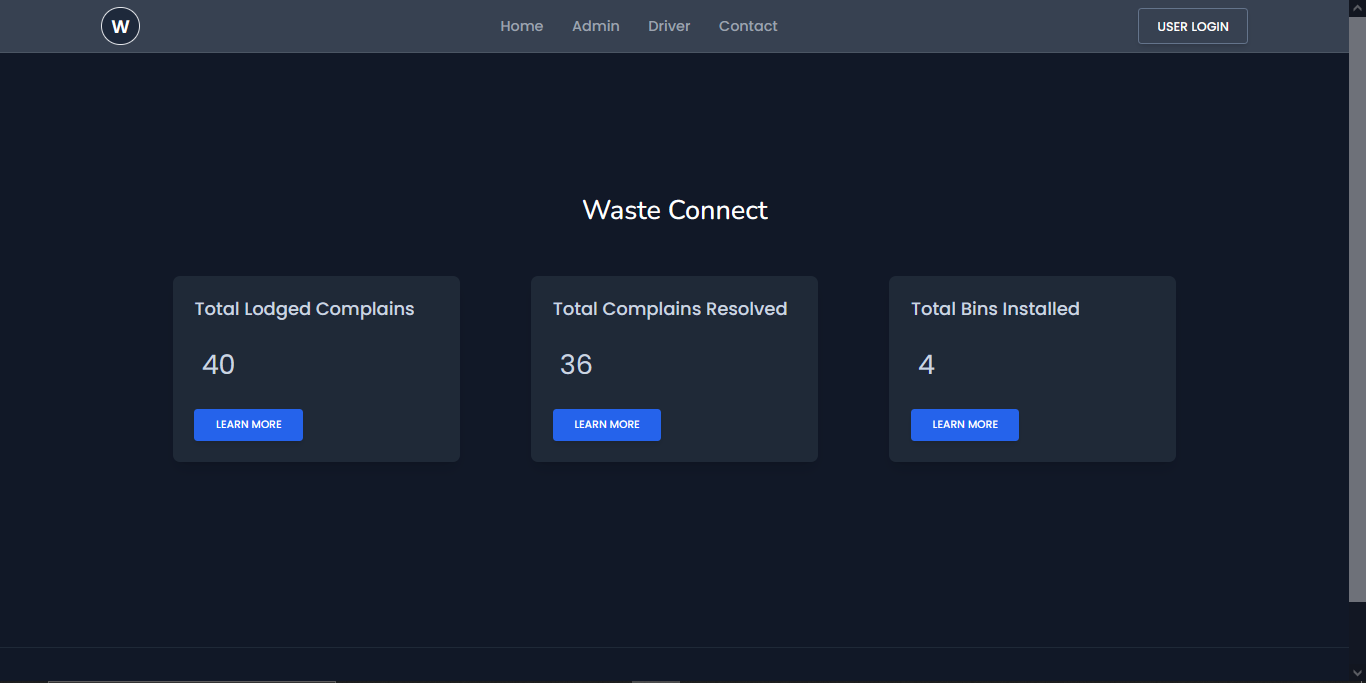 W
Home Admin Driver Contact
USER LOGIN
Waste Connect
Total Lodged Complains
40
LEARN MORE
Total Complains Resolved
36
LEARN MORE
Total Bins Installed
4
LEARN MORE